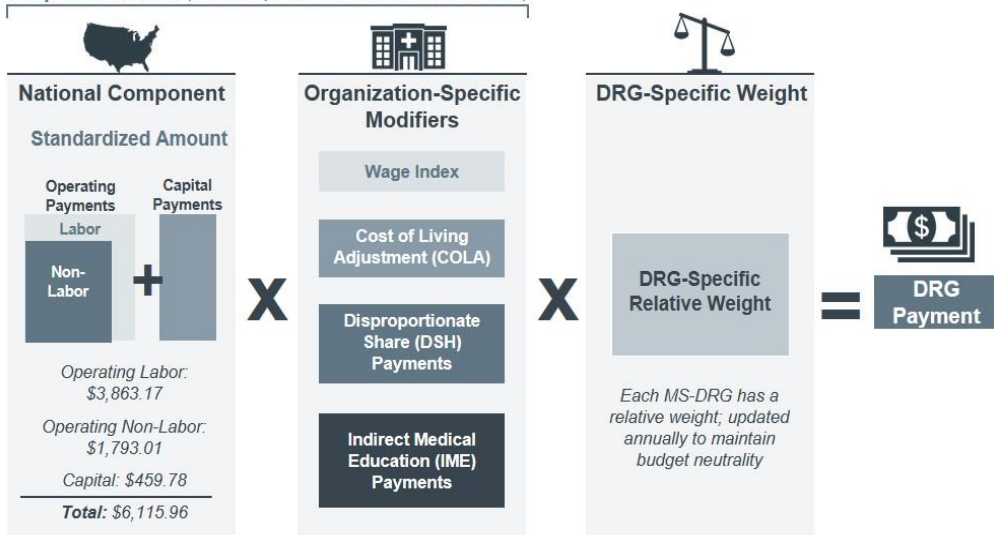 National Component
Standardized Amount
Operating
Payments
Capital
Payments
Labor
Non-
Labor
+
Operating Labor:
$3,863.17
Operating Non-Labor:
$1,793.01
Capital: $459.78
Total: $6,115.96
X
Organization-Specific
Modifiers
Wage Index
Cost of Living
Adjustment (COLA)
Disproportionate
Share (DSH)
Payments
Indirect Medical
Education (IME)
Payments
X
DRG-Specific Weight
DRG-Specific
Relative Weight
Each MS-DRG has a
relative weight; updated
annually to maintain
budget neutrality
=
$
DRG
Payment